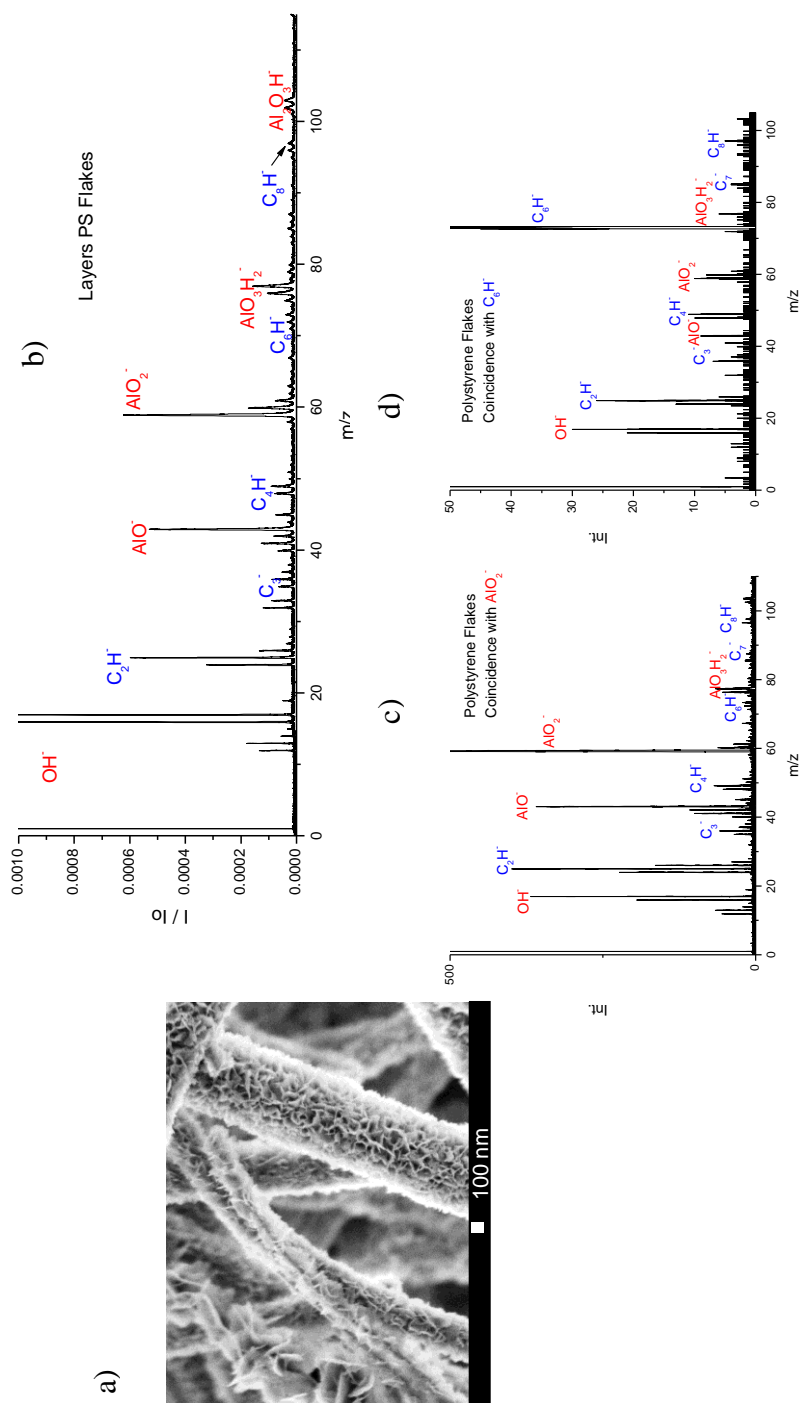 a)
100 nm
b)
Layers PS Flakes
I / Io
0.0010
0.0008
0.0006
0.0004
0.0002
0.0000
OH⁻
C₂H⁻
C₃⁻
AlO⁻
C₄H⁻
AlO₂⁻
C₆H⁻
AlO₃H₂⁻
C₈H⁻
Al₂O₃H⁻
0 20 40 60 80 100
m/z
c)
Polystyrene Flakes
Coincidence with AlO₂⁻
Int.
500
0
OH⁻
C₂H⁻
C₃⁻
AlO⁻
C₄H⁻
AlO₂⁻
C₆H⁻
AlO₃H₂⁻
C₇⁻
C₈H⁻
0 20 40 60 80 100
m/z
d)
Polystyrene Flakes
Coincidence with C₆H⁻
Int.
50
40
30
20
10
0
OH⁻
C₂H⁻
C₃⁻
AlO⁻
C₄H⁻
AlO₂⁻
C₆H⁻
AlO₃H₂⁻
C₇⁻
C₈H⁻
0 20 40 60 80 100
m/z